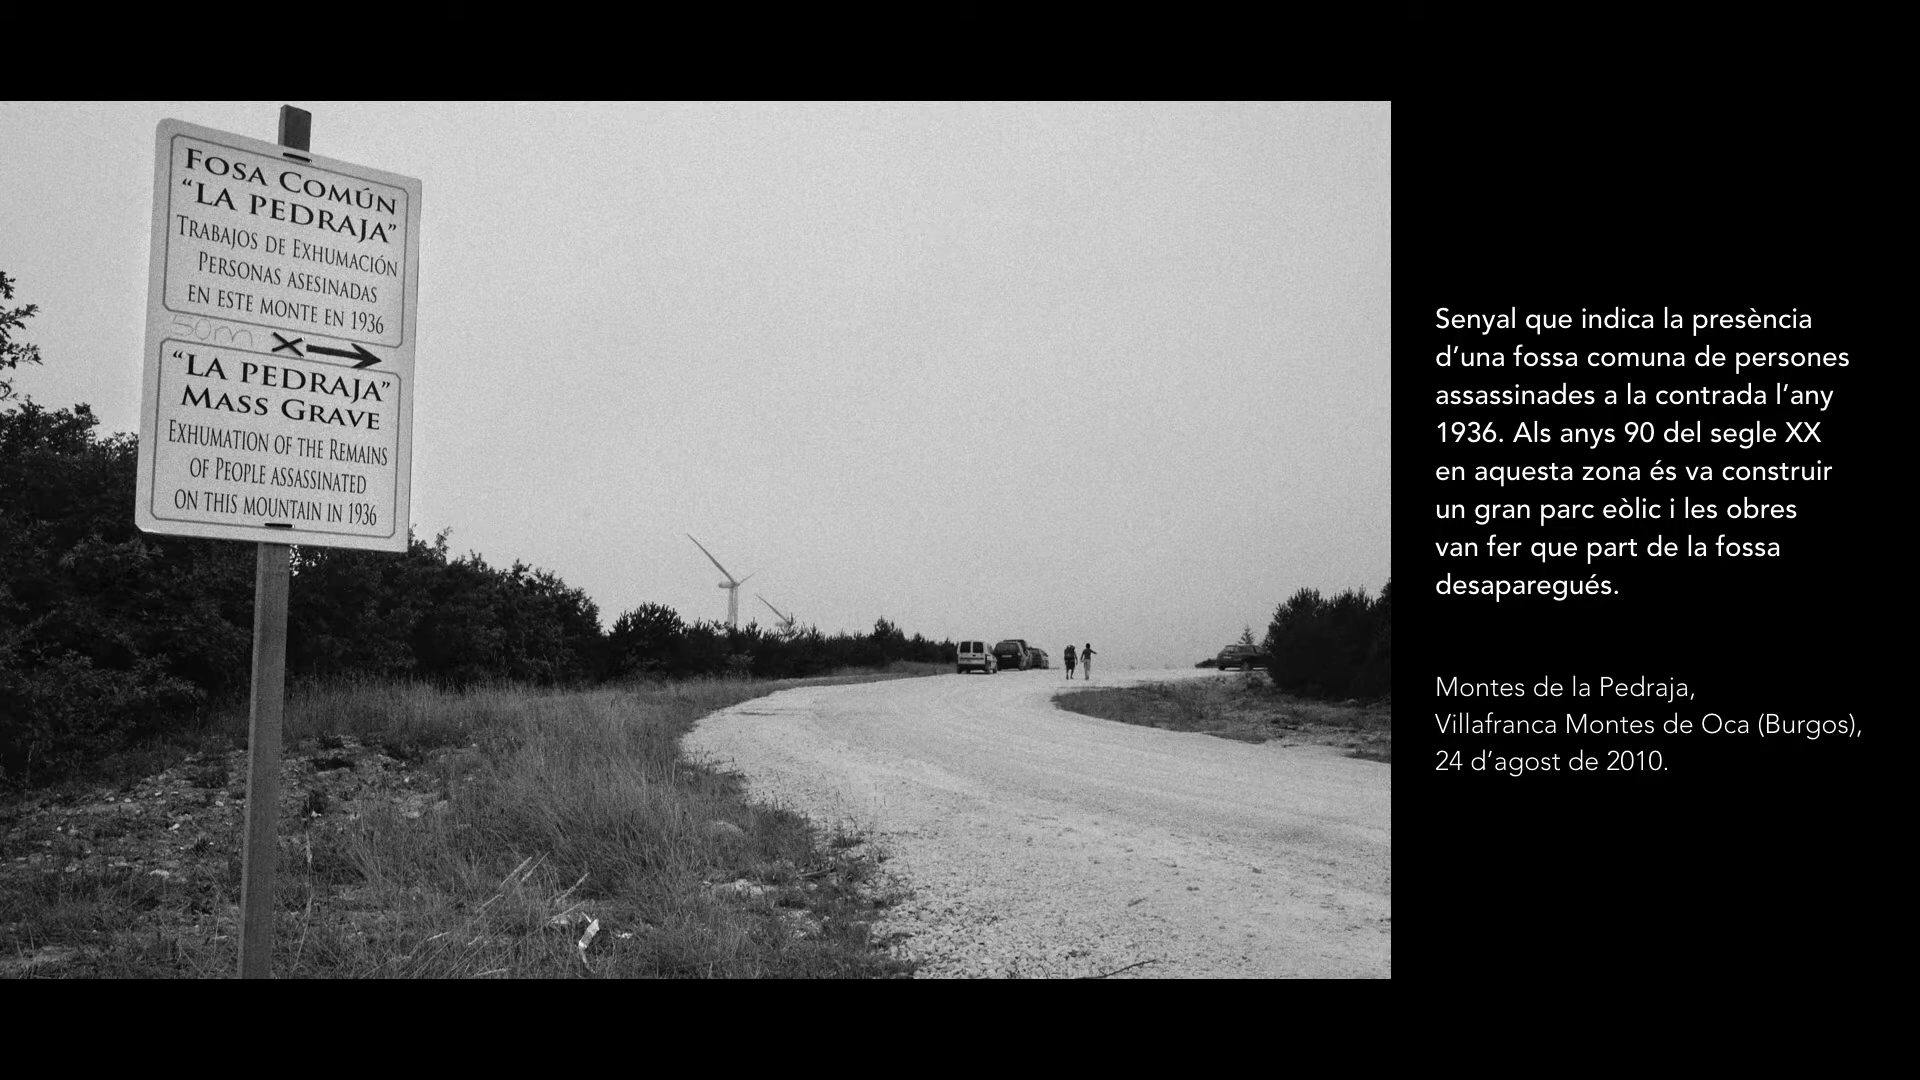 FOSA COMÚN
“LA PEDRAJA”
TRABAJOS DE EXHUMACIÓN
PERSONAS ASESINADAS
EN ESTE MONTE EN 1936
50m
“LA PEDRAJA”
MASS GRAVE
EXHUMATION OF THE REMAINS
OF PEOPLE ASSASSINATED
ON THIS MOUNTAIN IN 1936
Senyal que indica la presència
d’una fossa comuna de persones
assassinades a la contrada l’any
1936. Als anys 90 del segle XX
en aquesta zona és va construir
un gran parc eòlic i les obres
van fer que part de la fossa
desaparegués.
Montes de la Pedraja,
Villafranca Montes de Oca (Burgos),
24 d’agost de 2010.